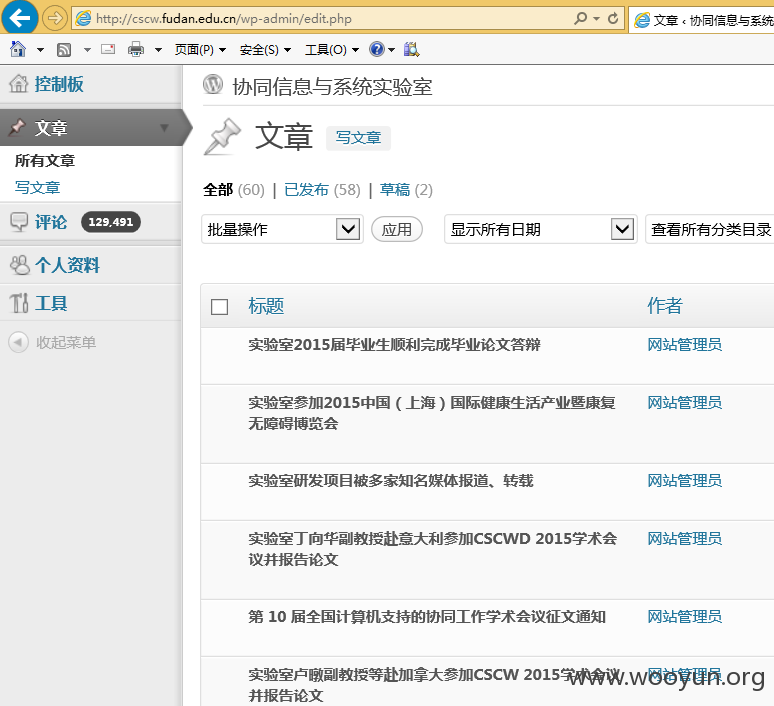 http://cscw.fudan.edu.cn/wp-admin/edit.php
文章 ‹ 协同信息与系统
页面(P) 安全(S) 工具(O)
控制板
文章
所有文章
写文章
评论 129,491
个人资料
工具
收起菜单
协同信息与系统实验室
文章 写文章
全部 (60) | 已发布 (58) | 草稿 (2)
批量操作 应用 显示所有日期 查看所有分类目录
标题 作者
实验室2015届毕业生顺利完成毕业论文答辩 网站管理员
实验室参加2015中国（上海）国际健康生活产业暨康复 网站管理员
无障碍博览会
实验室研发项目被多家知名媒体报道、转载 网站管理员
实验室丁向华副教授赴意大利参加CSCWD 2015学术会 网站管理员
议并报告论文
第 10 届全国计算机支持的协同工作学术会议征文通知 网站管理员
实验室卢暾副教授等赴加拿大参加CSCW 2015学术会议 网站管理员
并报告论文
www.wooyun.org